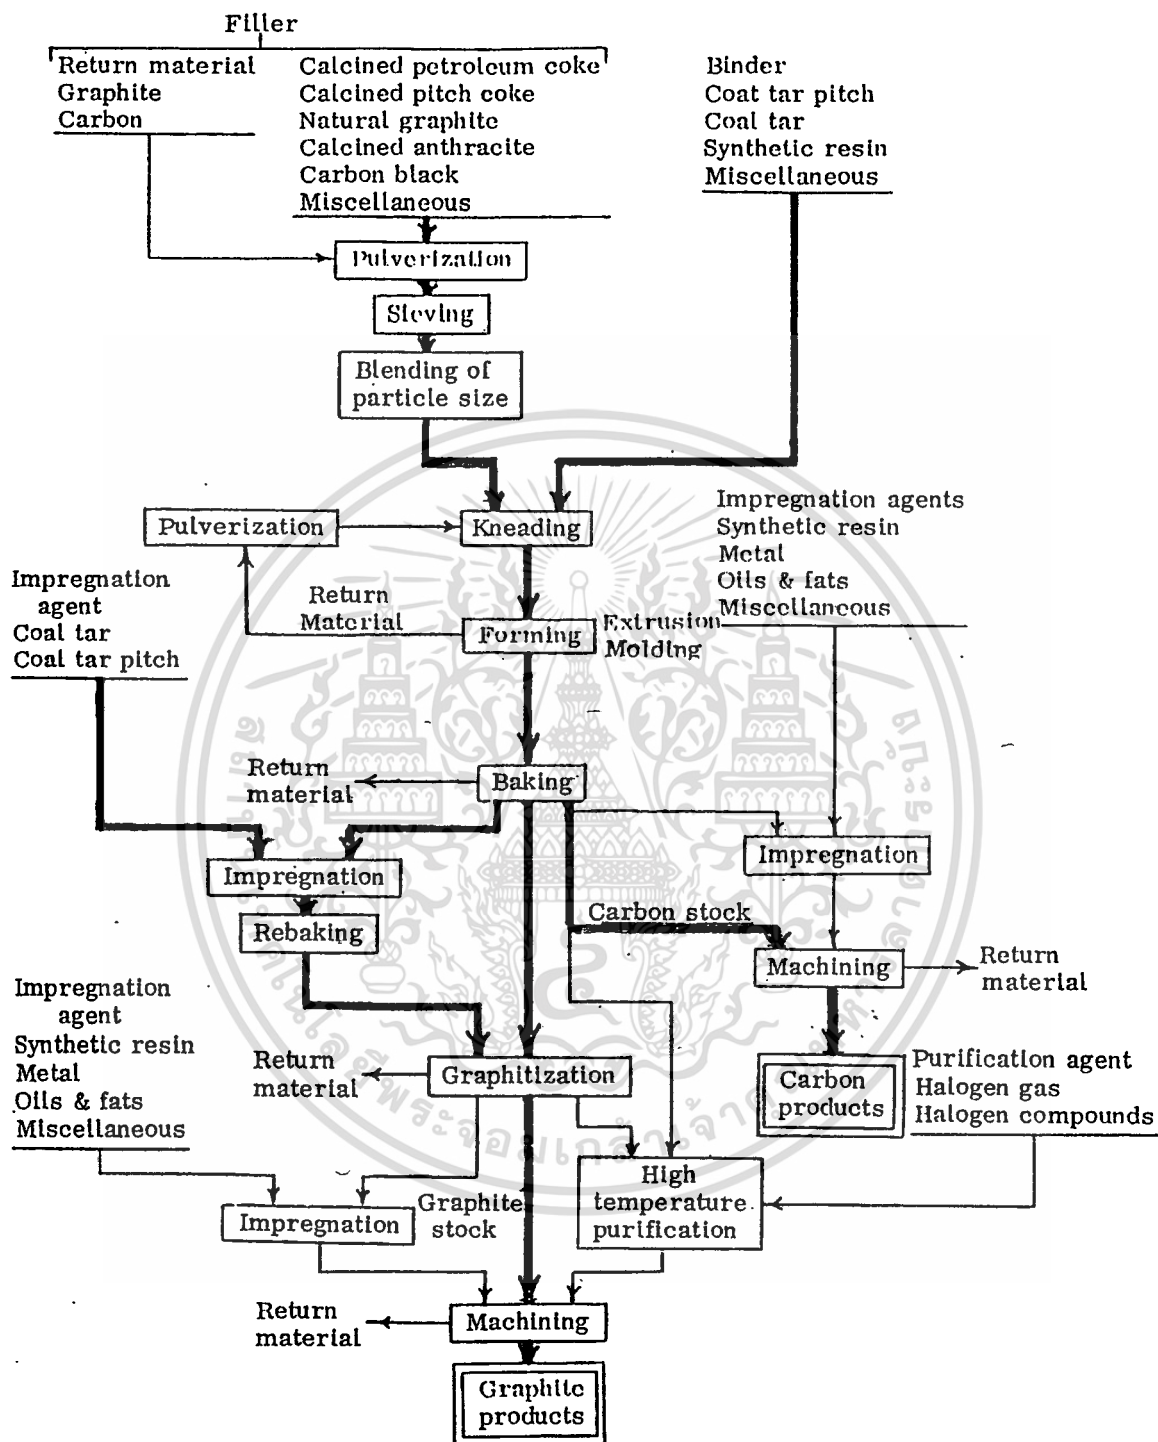 Filler
Return material
Graphite
Carbon
Calcined petroleum coke
Calcined pitch coke
Natural graphite
Calcined anthracite
Carbon black
Miscellaneous
Binder
Coat tar pitch
Coal tar
Synthetic resin
Miscellaneous
Pulverization
Sieving
Blending of
particle size
Pulverization
Kneading
Impregnation agents
Synthetic resin
Metal
Oils & fats
Miscellaneous
Impregnation
agent
Coal tar
Coal tar pitch
Return
Material
Forming
Extrusion
Molding
Return
material
Baking
Impregnation
Impregnation
Rebaking
Carbon stock
Machining
Return
material
Impregnation
agent
Synthetic resin
Metal
Oils & fats
Miscellaneous
Return
material
Graphitization
Carbon
products
Purification agent
Halogen gas
Halogen compounds
High
temperature
purification
Impregnation
Graphite
stock
Return
material
Machining
Graphite
products